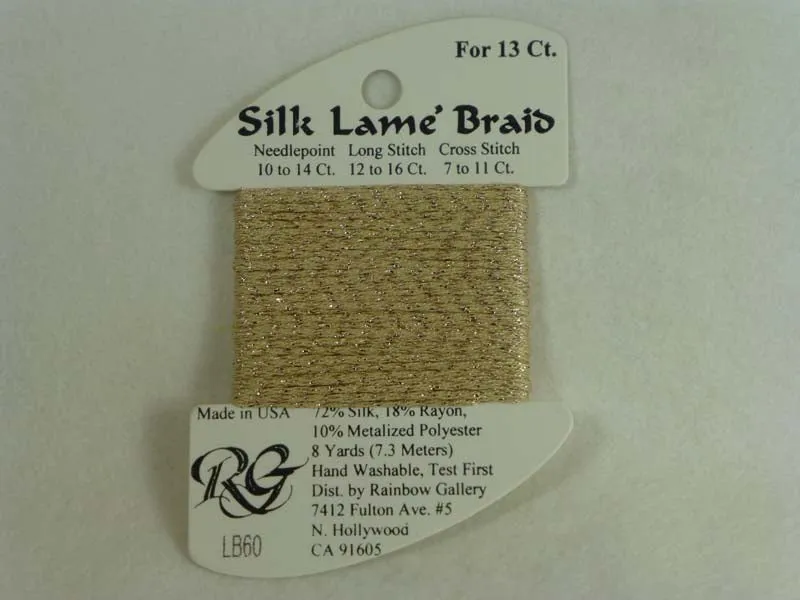 For 13 Ct.
Silk Lame' Braid
Needlepoint Long Stitch Cross Stitch
10 to 14 Ct. 12 to 16 Ct. 7 to 11 Ct.
Made in USA
72% Silk, 18% Rayon,
10% Metalized Polyester
8 Yards (7.3 Meters)
Hand Washable, Test First
Dist. by Rainbow Gallery
7412 Fulton Ave. #5
N. Hollywood
CA 91605
RG
LB60